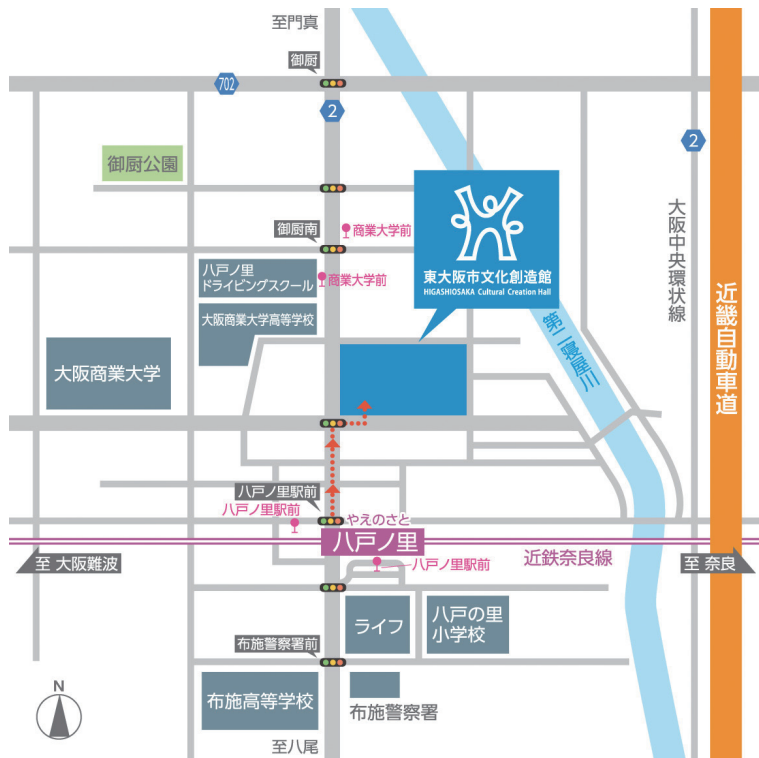 至門真
御厨
702
2
御厨公園
2
御厨南
商業大学前
八戸ノ里
ドライビングスクール
商業大学前
大阪商業大学高等学校
大阪商業大学
東大阪市文化創造館
HIGASHIOSAKA Cultural Creation Hall
大阪中央環状線
近畿自動車道
第二寝屋川
八戸ノ里駅前
八戸ノ里駅前
やえのさと
八戸ノ里
近鉄奈良線
至 大阪難波
至 奈良
八戸ノ里駅前
ライフ
八戸の里
小学校
布施警察署前
布施高等学校
布施警察署
N
至八尾